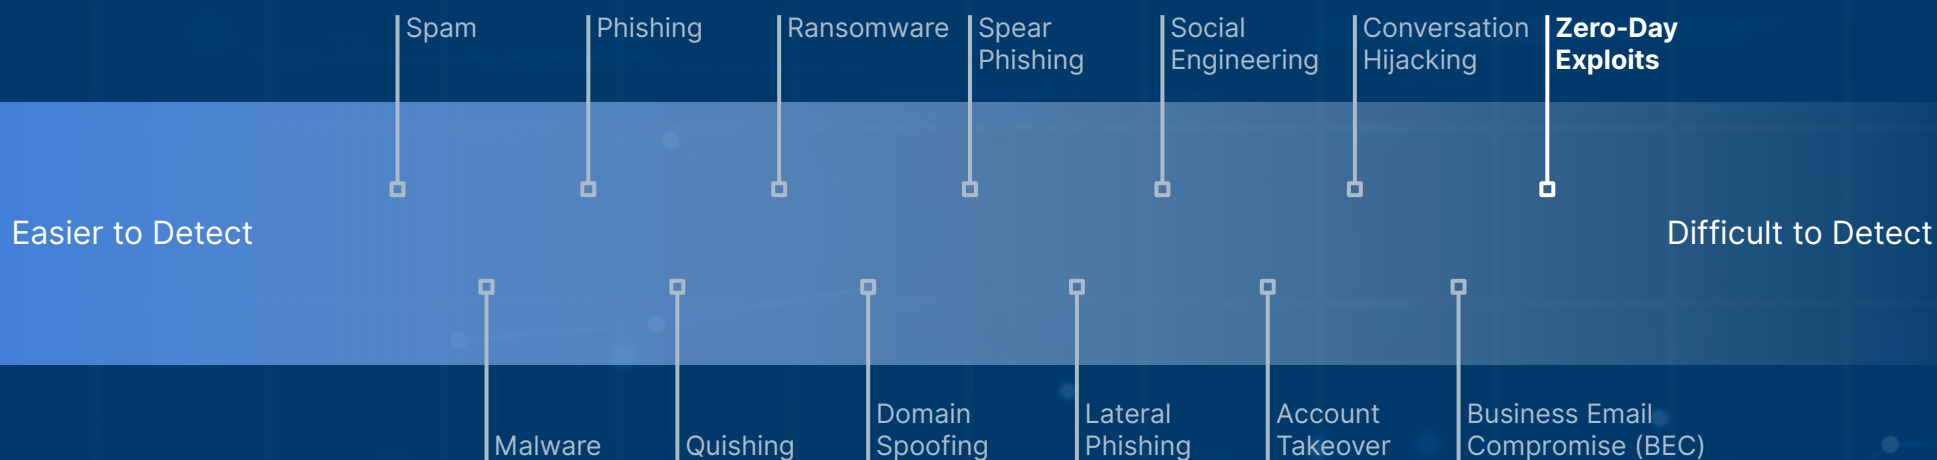 Spam
Phishing
Ransomware
Spear
Phishing
Social
Engineering
Conversation
Hijacking
Zero-Day
Exploits
Easier to Detect
Difficult to Detect
Malware
Quishing
Domain
Spoofing
Lateral
Phishing
Account
Takeover
Business Email
Compromise (BEC)